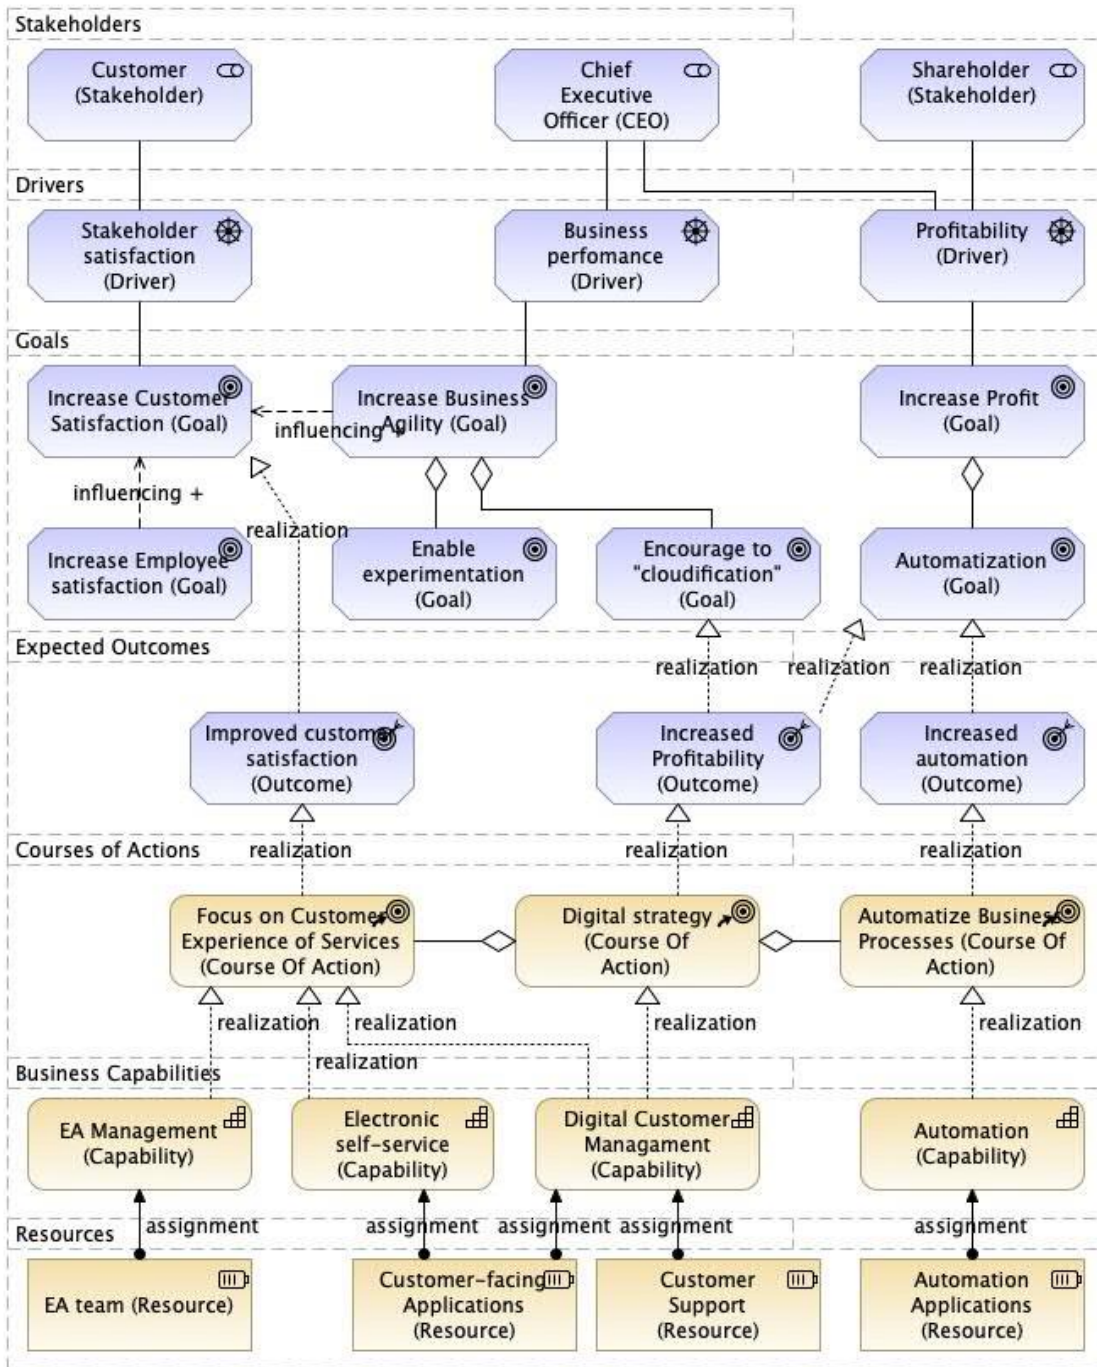 Stakeholders
Customer
(Stakeholder)
Chief
Executive
Officer (CEO)
Shareholder
(Stakeholder)
Drivers
Stakeholder
satisfaction
(Driver)
Business
perfomance
(Driver)
Profitability
(Driver)
Goals
Increase Customer
Satisfaction (Goal)
influencing +
Increase Business
Agility (Goal)
Increase Profit
(Goal)
influencing +
realization
Increase Employee
satisfaction (Goal)
Enable
experimentation
(Goal)
Encourage to
"cloudification"
(Goal)
Automatization
(Goal)
Expected Outcomes
realization
realization
realization
Improved customer
satisfaction
(Outcome)
Increased
Profitability
(Outcome)
Increased
automation
(Outcome)
Courses of Actions
realization
realization
realization
Focus on Customer
Experience of Services
(Course Of Action)
Digital strategy
(Course Of
Action)
Automatize Business
Processes (Course Of
Action)
realization
realization
realization
realization
realization
Business Capabilities
EA Management
(Capability)
Electronic
self-service
(Capability)
Digital Customer
Managament
(Capability)
Automation
(Capability)
assignment
assignment
assignment
assignment
assignment
Resources
EA team (Resource)
Customer-facing
Applications
(Resource)
Customer
Support
(Resource)
Automation
Applications
(Resource)